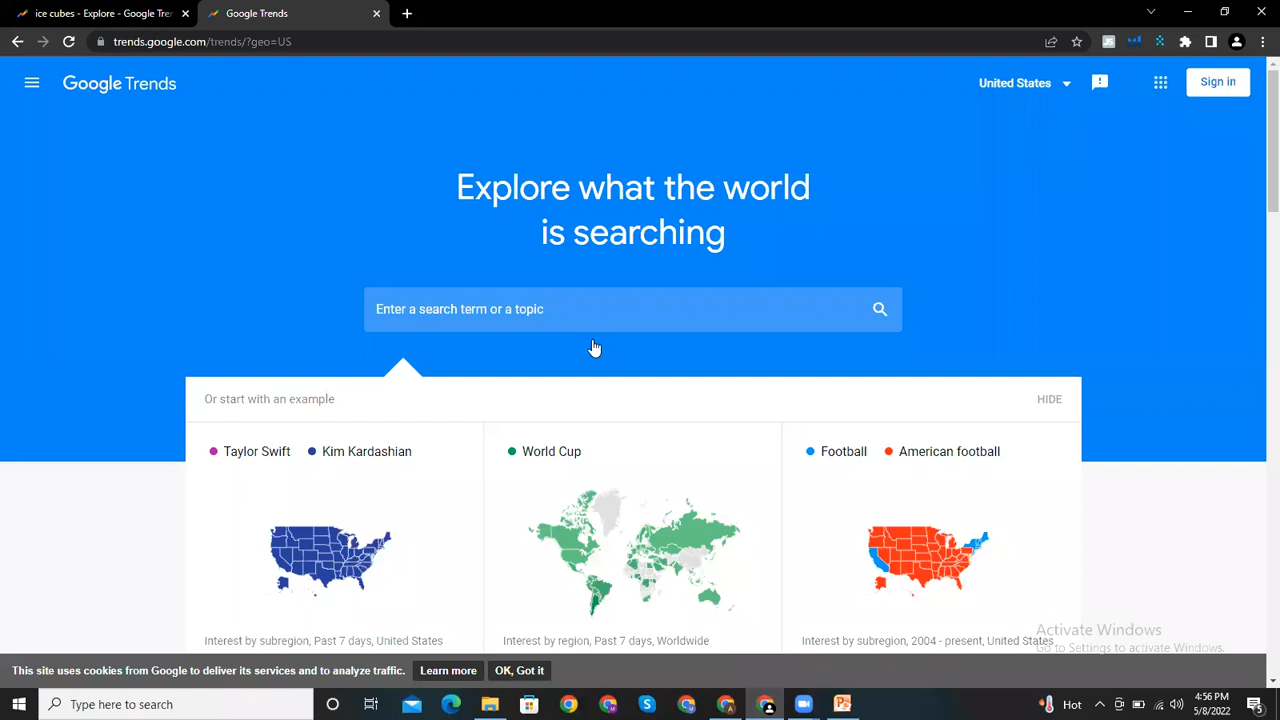 ice cubes - Explore - Google Tren
Google Trends
trends.google.com/trends/?geo=US
Google Trends
United States
Sign in
Explore what the world
is searching
Enter a search term or a topic
Or start with an example
HIDE
Taylor Swift
Kim Kardashian
World Cup
Football
American football
Interest by subregion, Past 7 days, United States
Interest by region, Past 7 days, Worldwide
Interest by subregion, 2004 - present, United States
Activate Windows
Go to Settings to activate Windows.
This site uses cookies from Google to deliver its services and to analyze traffic.
Learn more
OK, Got it
Type here to search
Hot
4:56 PM
5/8/2022
5